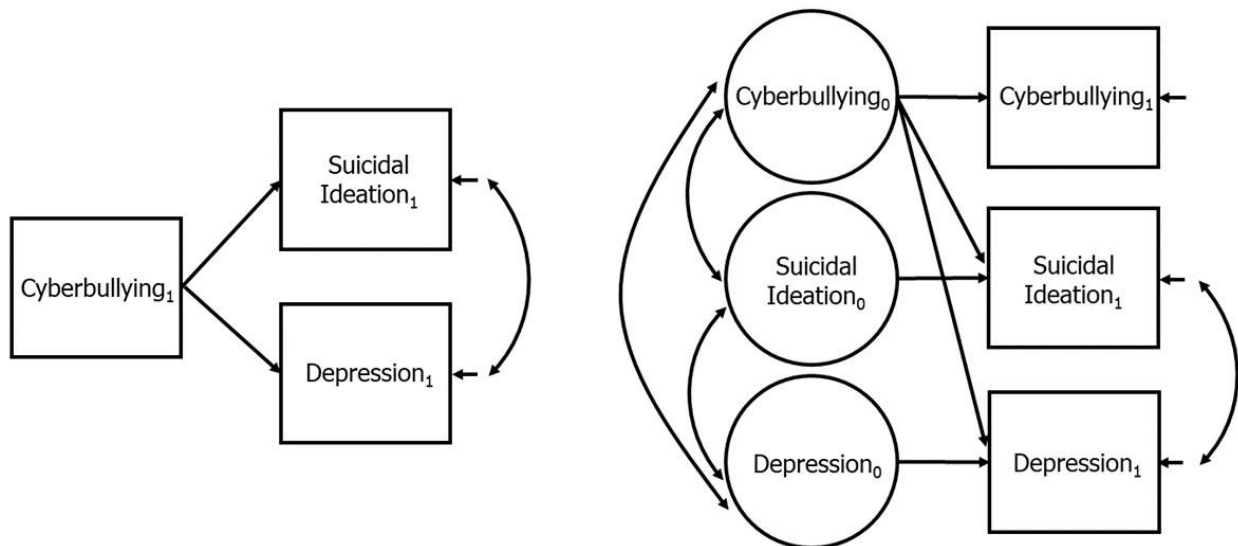 Cyberbullying₁
Suicidal
Ideation₁
Depression₁
Cyberbullying₀
Suicidal
Ideation₀
Depression₀
Cyberbullying₁
Suicidal
Ideation₁
Depression₁